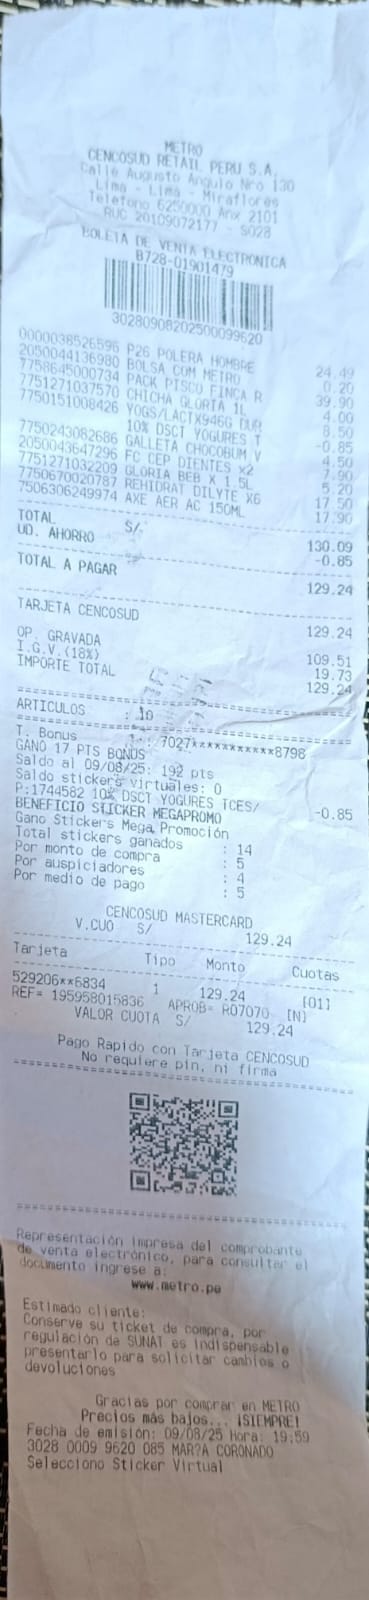 METRO
CENCOSUD RETAIL PERU S.A.
Calle Augusto Angulo Nro 130
Lima - Lima - Miraflores
Telefono 6250000 Anx 2101
RUC 20109072177 - S028
BOLETA DE VENTA ELECTRONICA
B728-01901479
30280908202500099620
0000038526596 P26 POLERA HOMBRE 24.49
2050044136980 BOLSA COM METRO 0.20
7758645000734 PACK PISCO FINCA R 39.90
7751271037570 CHICHA GLORIA 1L 4.00
7750151008426 YOGS/LACTX946G DUR 8.50
10% DSCT YOGURES T -0.85
7750243082686 GALLETA CHOCOBUM V 4.50
2050043647296 FC CEP DIENTES x2 7.90
7751271032209 GLORIA BEB X 1.5L 5.20
7750670020787 REHIDRAT DILYTE X6 17.50
7506306249974 AXE AER AC 150ML 17.90
TOTAL S/. 130.09
UD. AHORRO -0.85
TOTAL A PAGAR 129.24
TARJETA CENCOSUD 129.24
OP. GRAVADA 109.51
I.G.V.(18%) 19.73
IMPORTE TOTAL 129.24
ARTICULOS : 10
T. Bonus : 7027***********8798
GANO 17 PTS BONUS
Saldo al 09/08/25: 192 pts
Saldo stickers virtuales: 0
P:1744582 10% DSCT YOGURES TCES/ -0.85
BENEFICIO STICKER MEGAPROMO
Gano Stickers Mega Promoción
Total stickers ganados : 14
Por monto de compra : 5
Por auspiciadores : 4
Por medio de pago : 5
CENCOSUD MASTERCARD
V.CUO S/ 129.24
Tarjeta Tipo Monto Cuotas
529206**6834 1 129.24 [01]
REF= 195958015836 APROB= R07070 [N]
VALOR CUOTA S/ 129.24
Pago Rapido con Tarjeta CENCOSUD
No requiere pin, ni firma
Representación impresa del comprobante
de venta electrónico, para consultar el
documento ingrese a:
www.metro.pe
Estimado cliente:
Conserve su ticket de compra, por
regulación de SUNAT es indispensable
presentarlo para solicitar cambios o
devoluciones
Gracias por comprar en METRO
Precios más bajos... ¡SIEMPRE!
Fecha de emisión: 09/08/25 Hora: 19:59
3028 0009 9620 085 MAR?A CORONADO
Selecciono Sticker Virtual